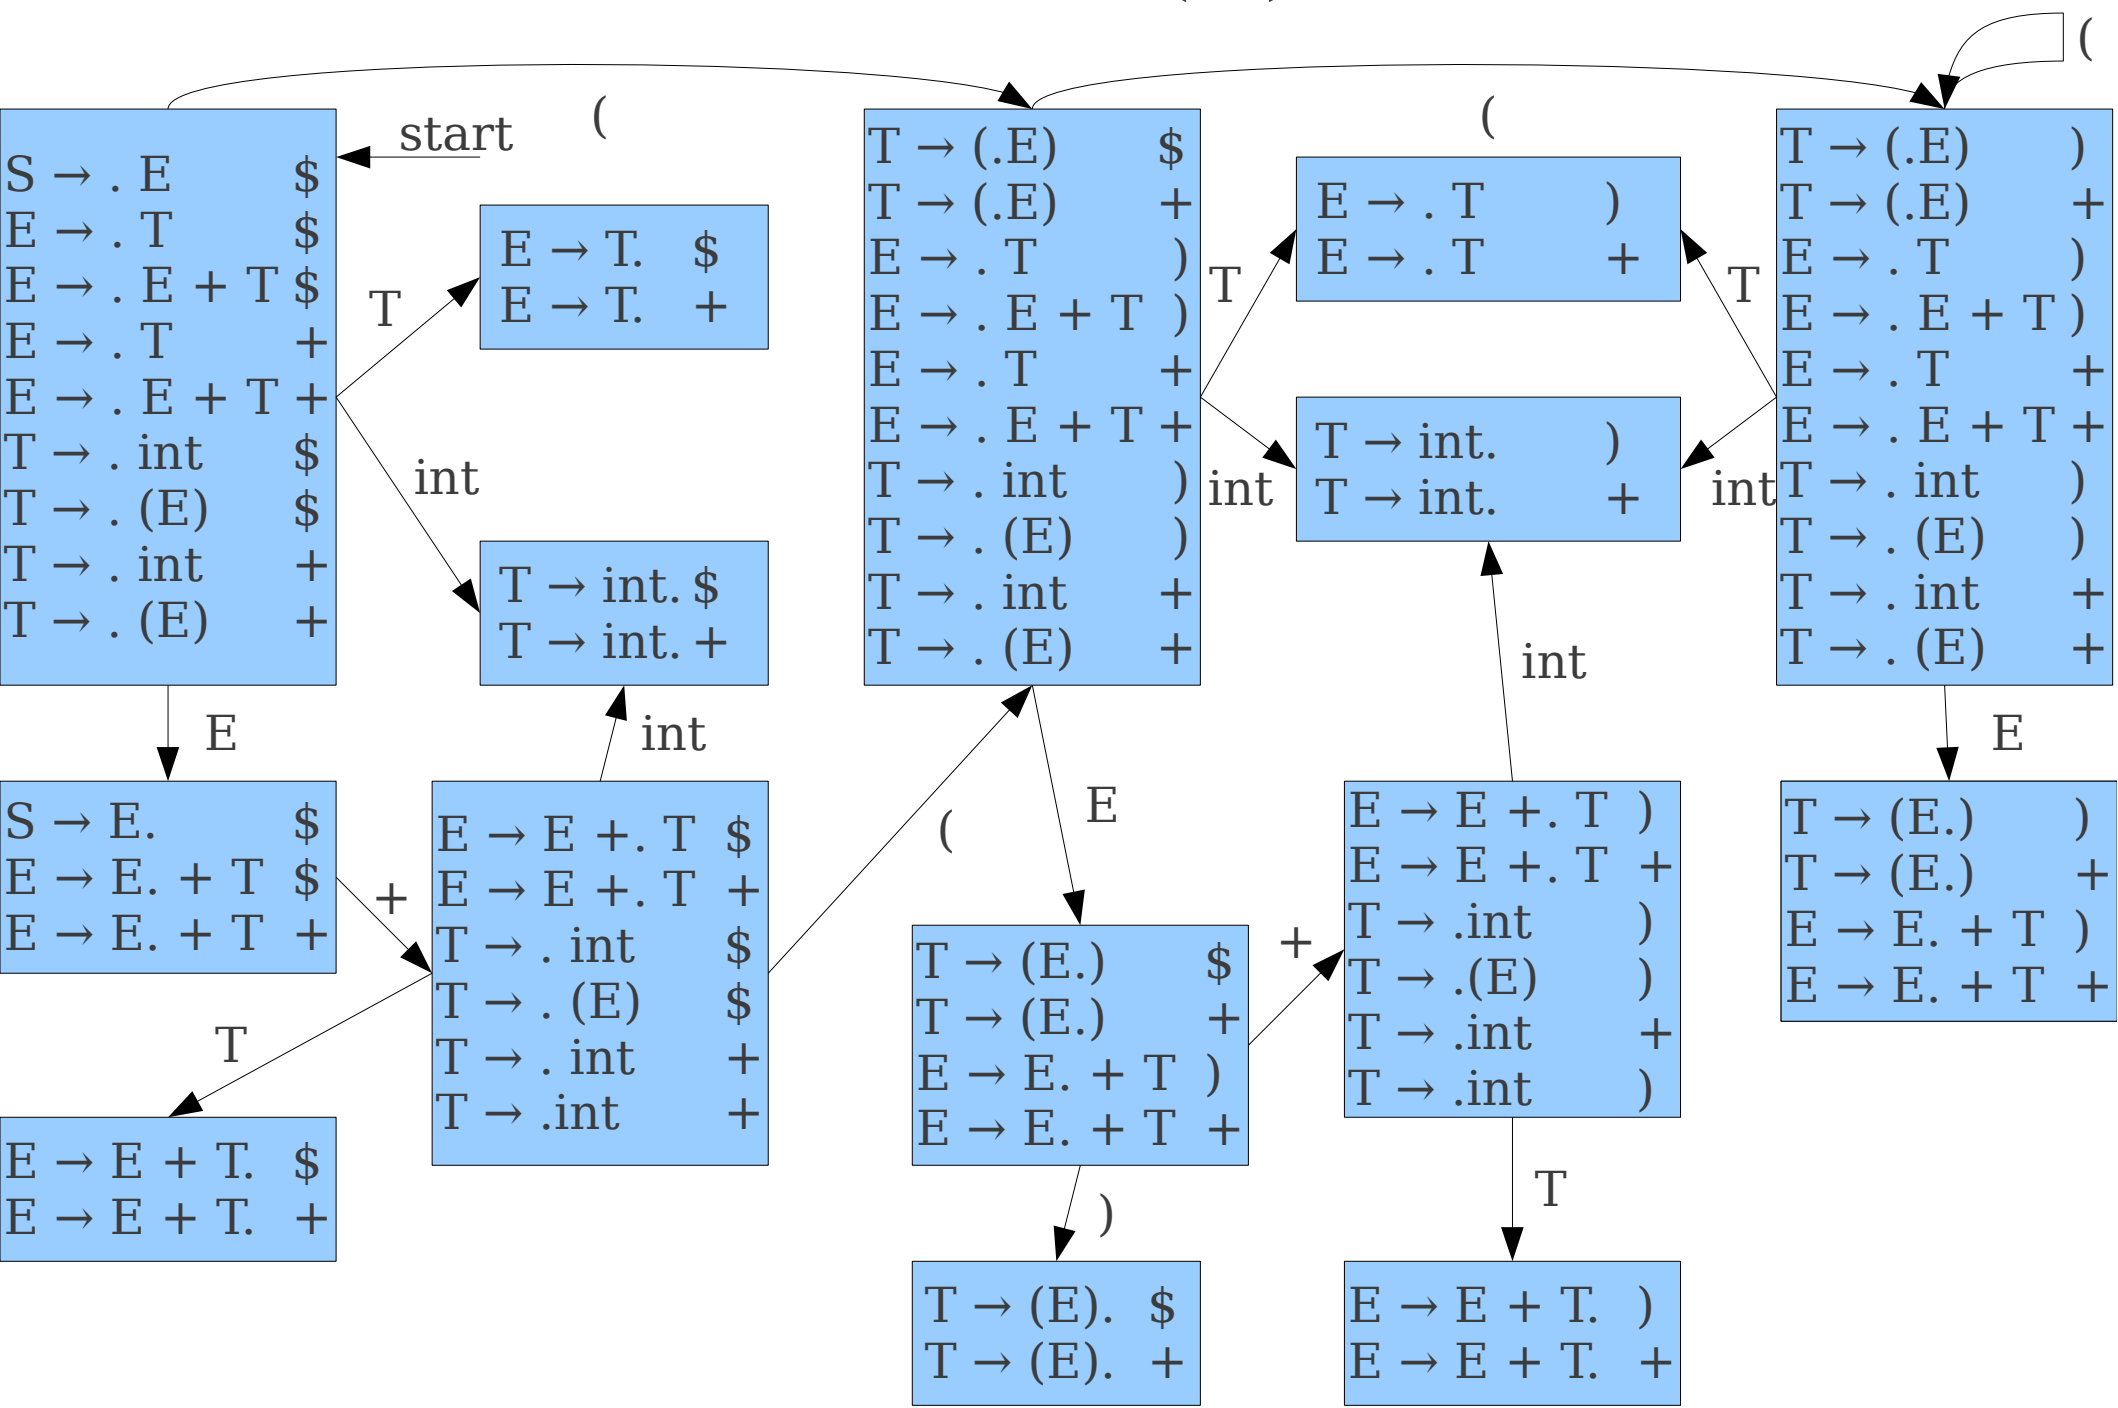 (
start
(
(
S → . E $
E → . T $
E → . E + T $
E → . T +
E → . E + T +
T → . int $
T → . (E) $
T → . int +
T → . (E) +
T
E → T. $
E → T. +
int
T → int. $
T → int. +
E
int
S → E. $
E → E. + T $
E → E. + T +
+
E → E +. T $
E → E +. T +
T → . int $
T → . (E) $
T → . int +
T → .int +
T
E → E + T. $
E → E + T. +
(
T → (.E) $
T → (.E) +
E → . T )
E → . E + T )
E → . T +
E → . E + T +
T → . int )
T → . (E) )
T → . int +
T → . (E) +
T
E → . T )
E → . T +
T
int
T → int. )
T → int. +
int
int
T → (.E) )
T → (.E) +
E → . T )
E → . E + T )
E → . T +
E → . E + T +
T → . int )
T → . (E) )
T → . int +
T → . (E) +
E
T → (E.) $
T → (E.) +
E → E. + T )
E → E. + T +
+
E → E +. T )
E → E +. T +
T → .int )
T → .(E) )
T → .int +
T → .int )
E
T → (E.) )
T → (E.) +
E → E. + T )
E → E. + T +
)
T → (E). $
T → (E). +
T
E → E + T. )
E → E + T. +